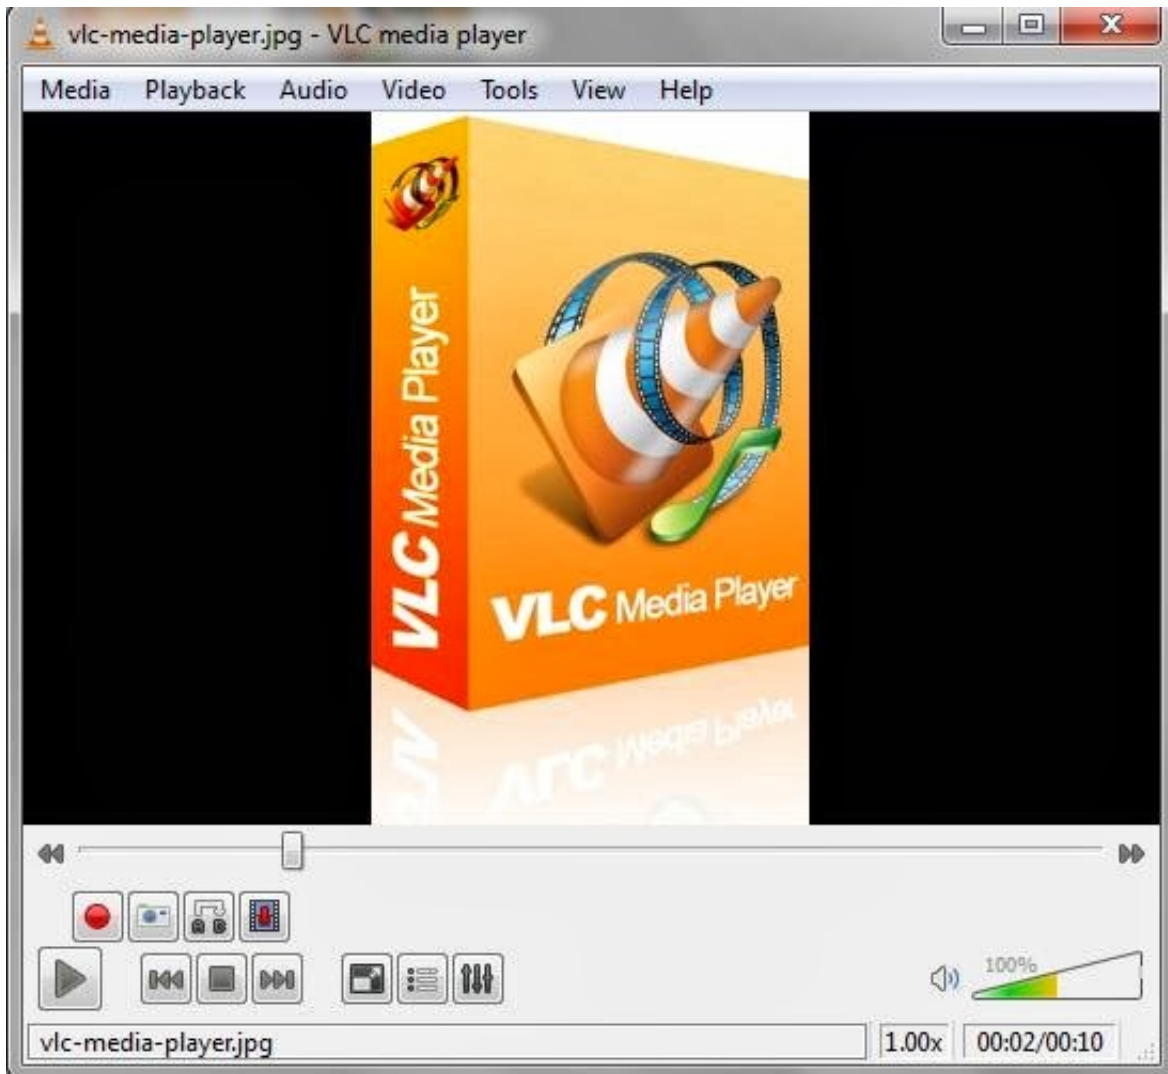 vlc-media-player.jpg - VLC media player
Media Playback Audio Video Tools View Help
VLC Media Player
VLC Media Player
A B
100%
vlc-media-player.jpg 1.00x 00:02/00:10